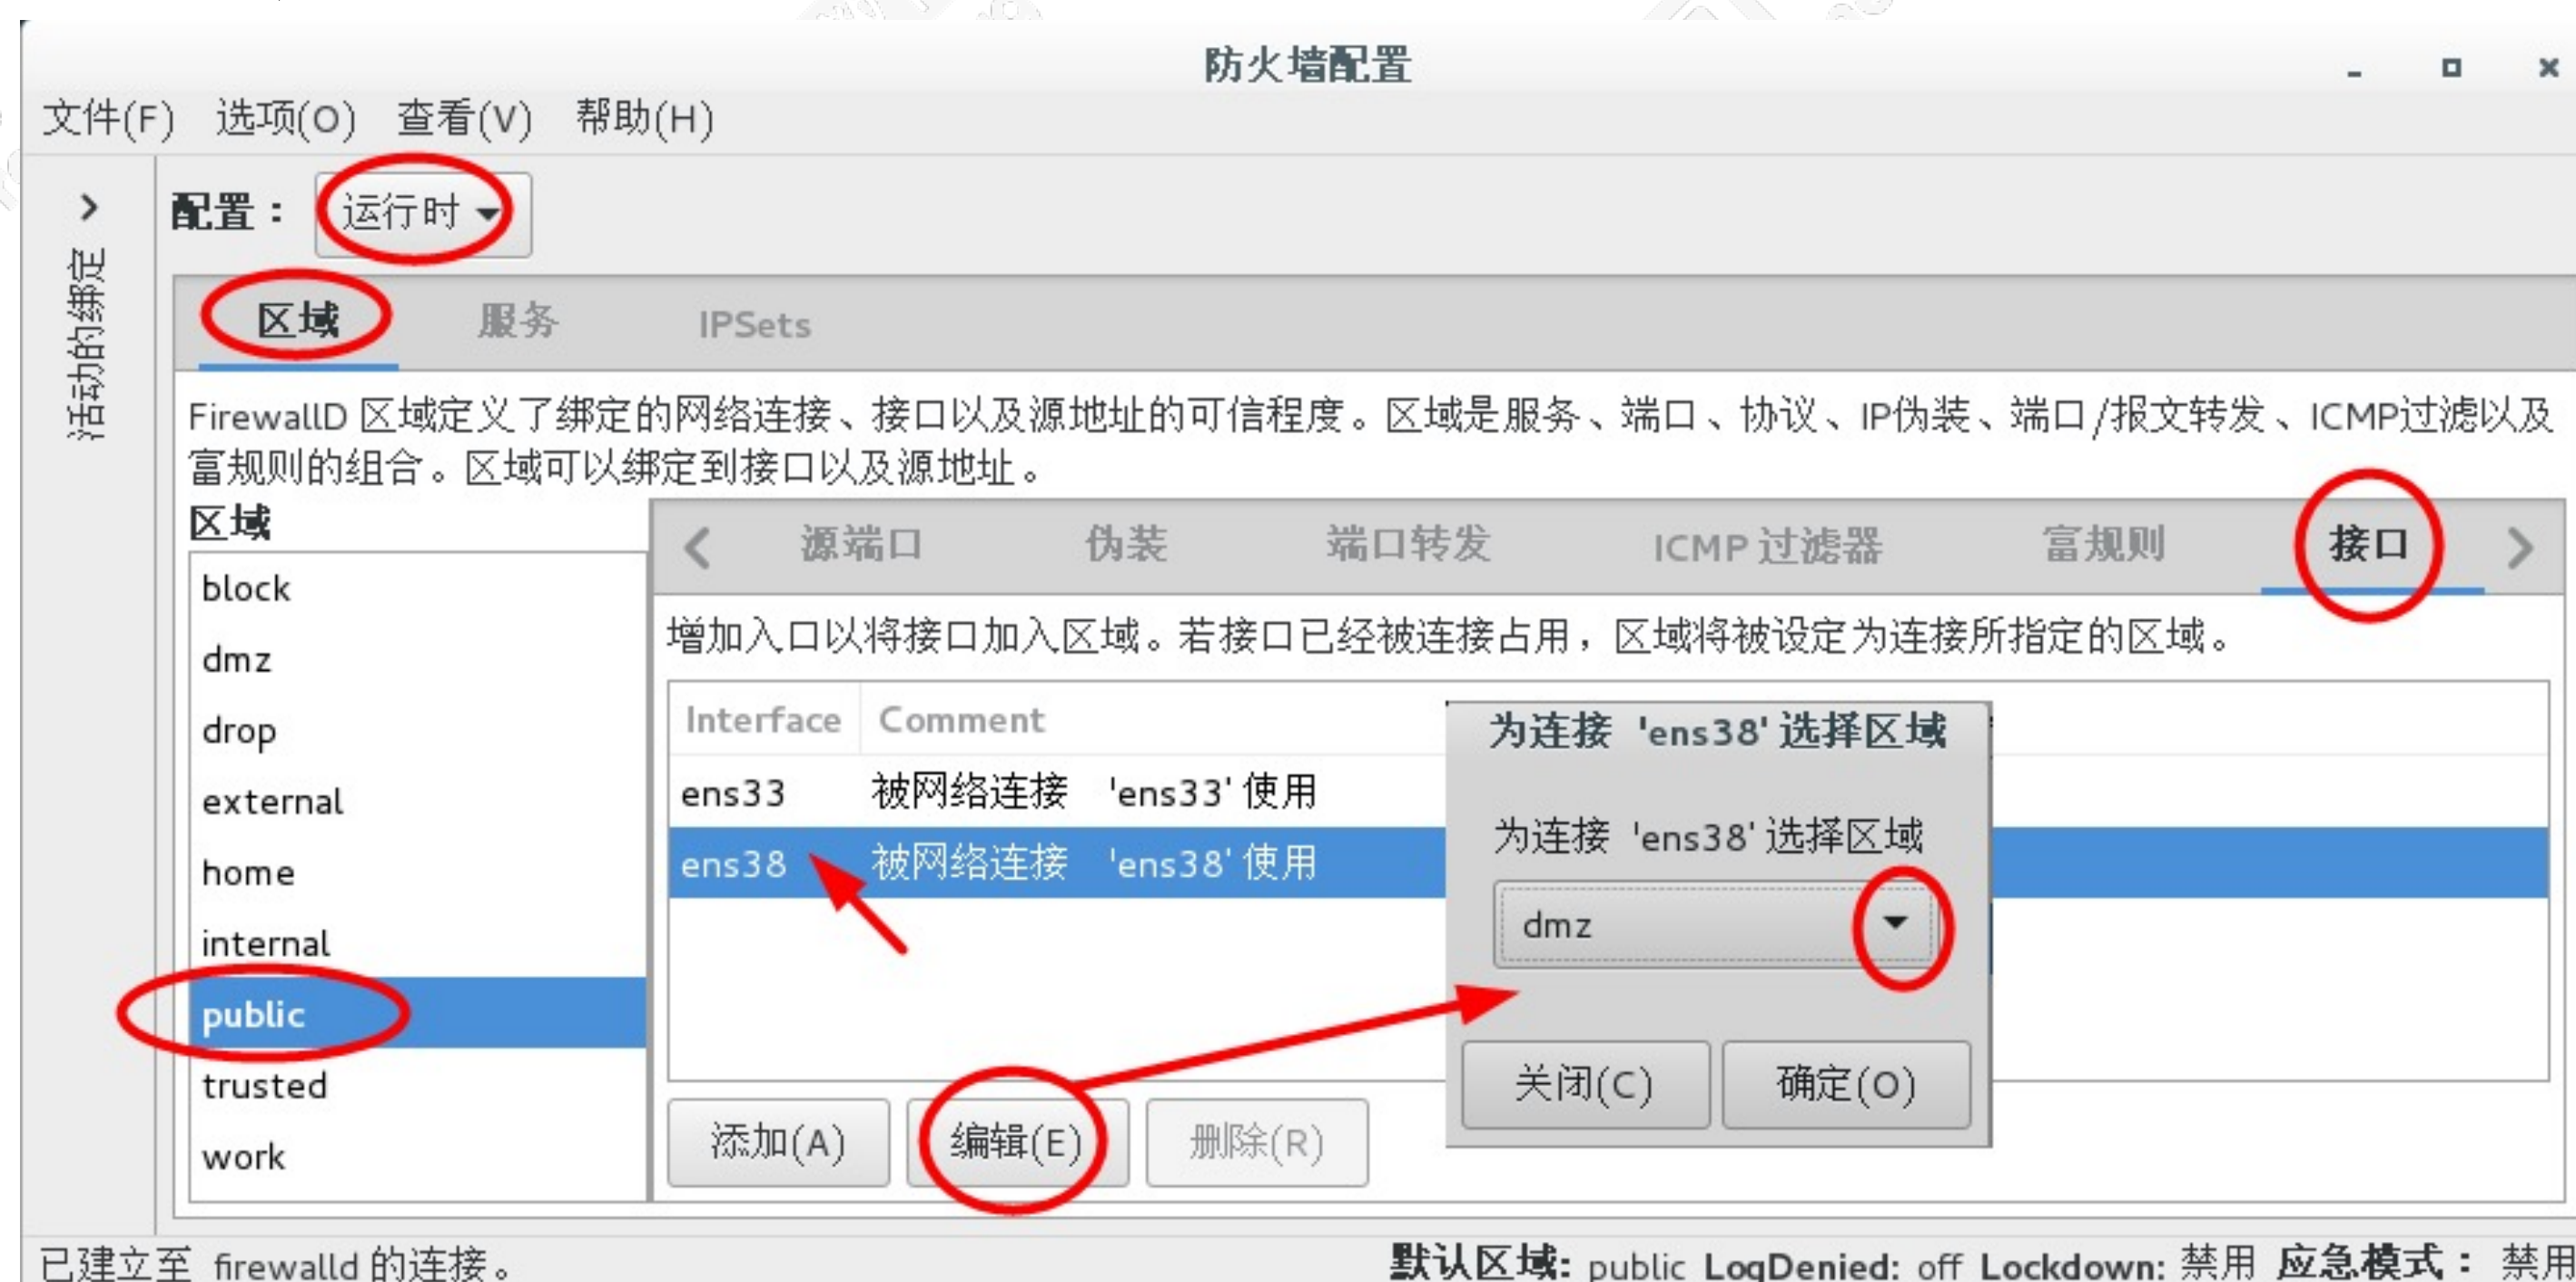 防火墙配置
文件(F) 选项(O) 查看(V) 帮助(H)
活动的绑定
配置： 运行时
区域 服务 IPSets
FirewallD 区域定义了绑定的网络连接、接口以及源地址的可信程度。区域是服务、端口、协议、IP伪装、端口/报文转发、ICMP过滤以及
富规则的组合。区域可以绑定到接口以及源地址。
区域
block
dmz
drop
external
home
internal
public
trusted
work
源端口 伪装 端口转发 ICMP 过滤器 富规则 接口
增加入口以将接口加入区域。若接口已经被连接占用，区域将被设定为连接所指定的区域。
Interface Comment
ens33 被网络连接 'ens33' 使用
ens38 被网络连接 'ens38' 使用
添加(A) 编辑(E) 删除(R)
为连接 'ens38' 选择区域
为连接 'ens38' 选择区域
dmz
关闭(C) 确定(O)
已建立至 firewalld 的连接。
默认区域: public LogDenied: off Lockdown: 禁用 应急模式： 禁用